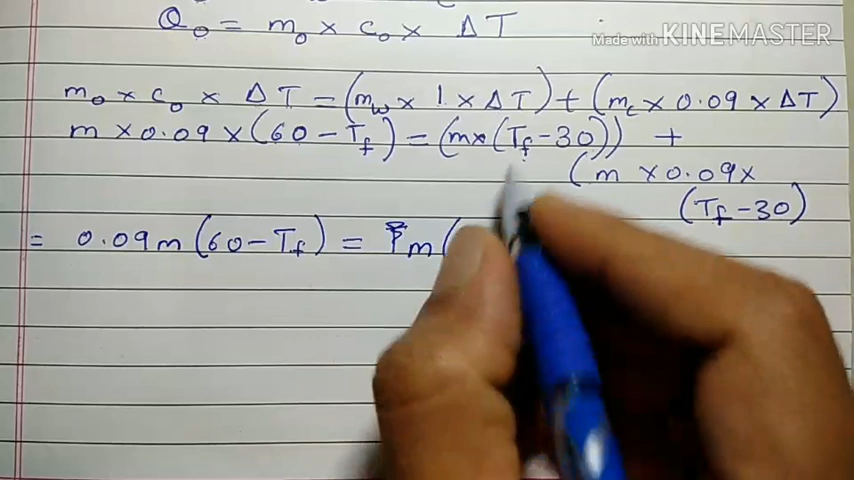 Q₀ = m₀ × c₀ × ΔT
Made with KINEMASTER
m₀ × c₀ × ΔT = (m_w × 1 × ΔT) + (m_c × 0.09 × ΔT)
m × 0.09 × (60 - T_f) = (m × (T_f - 30)) +
(m × 0.09 ×
(T_f - 30)
= 0.09m (60 - T_f) = m (